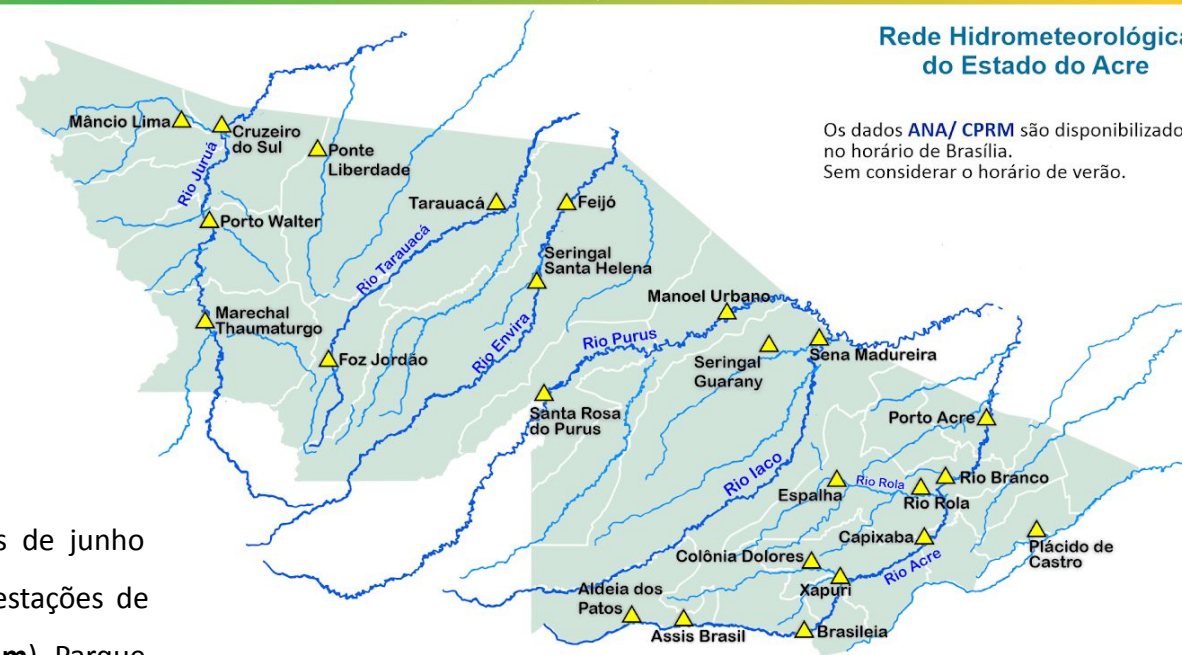 Rede Hidrometeorológica
do Estado do Acre
Os dados ANA/ CPRM são disponibilizado
no horário de Brasília.
Sem considerar o horário de verão.
Mâncio Lima
Cruzeiro
do Sul
Ponte
Liberdade
Rio Juruá
Porto Walter
Tarauacá
Feijó
Rio Tarauacá
Seringal
Santa Helena
Marechal
Thaumaturgo
Foz Jordão
Rio Envira
Manoel Urbano
Rio Purus
Seringal
Guarany
Sena Madureira
Santa Rosa
do Purus
Porto Acre
Rio Iaco
Espalha
Rio Rola
Rio Rola
Rio Branco
Capixaba
Plácido de
Castro
Colônia Dolores
Rio Acre
Xapuri
Aldeia dos
Patos
Assis Brasil
Brasileia
s de junho
estações de
m) Parque